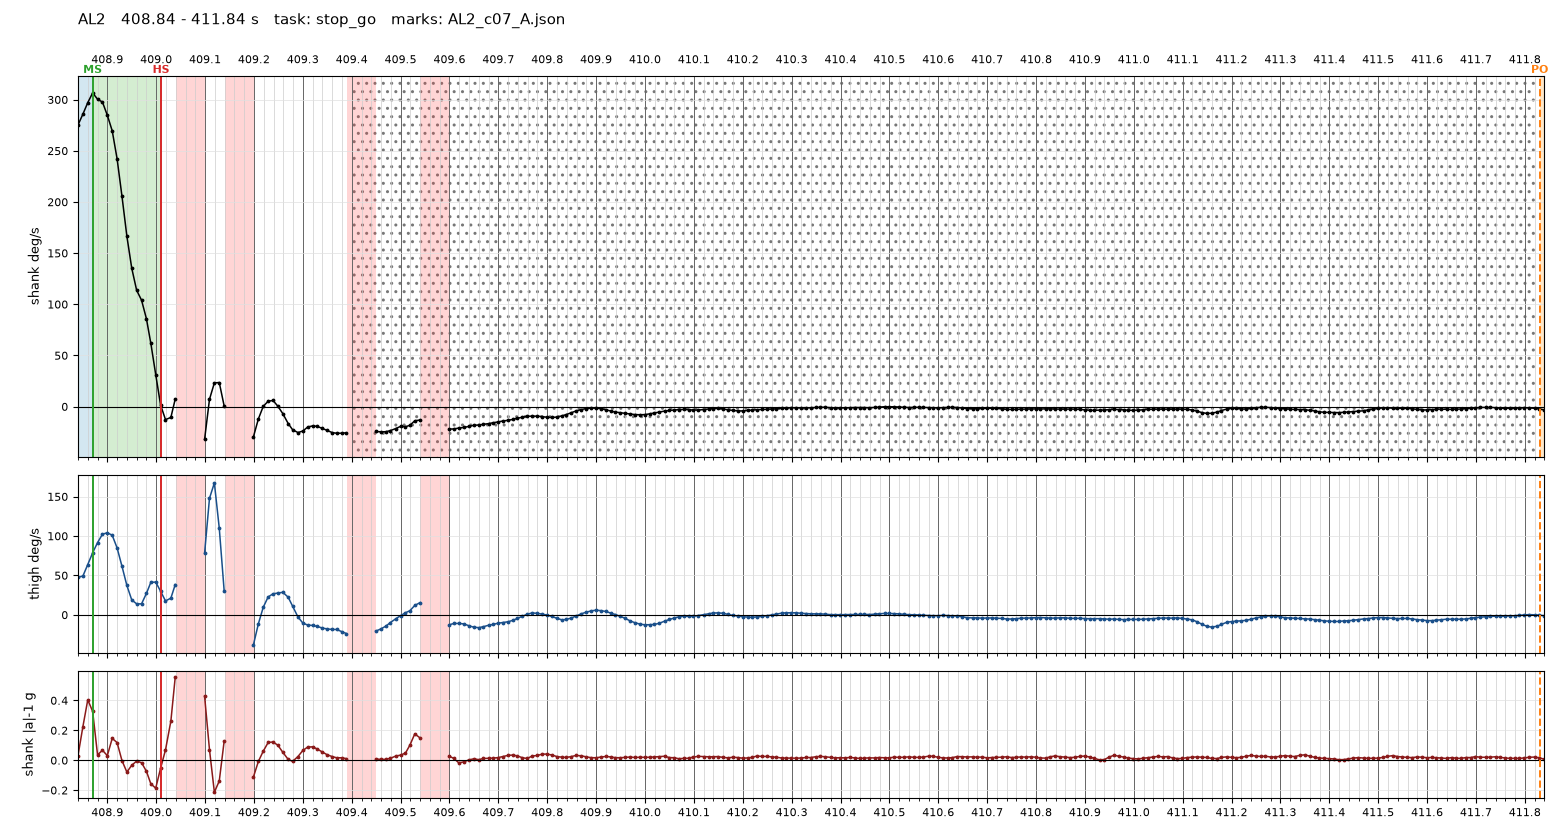 AL2   408.84 - 411.84 s   task: stop_go   marks: AL2_c07_A.json
408.9 409.0 409.1 409.2 409.3 409.4 409.5 409.6 409.7 409.8 409.9 410.0 410.1 410.2 410.3 410.4 410.5 410.6 410.7 410.8 410.9 411.0 411.1 411.2 411.3 411.4 411.5 411.6 411.7 411.8
MS HS PO
shank deg/s
300
250
200
150
100
50
0
thigh deg/s
150
100
50
0
shank |a|-1 g
0.4
0.2
0.0
−0.2
408.9 409.0 409.1 409.2 409.3 409.4 409.5 409.6 409.7 409.8 409.9 410.0 410.1 410.2 410.3 410.4 410.5 410.6 410.7 410.8 410.9 411.0 411.1 411.2 411.3 411.4 411.5 411.6 411.7 411.8